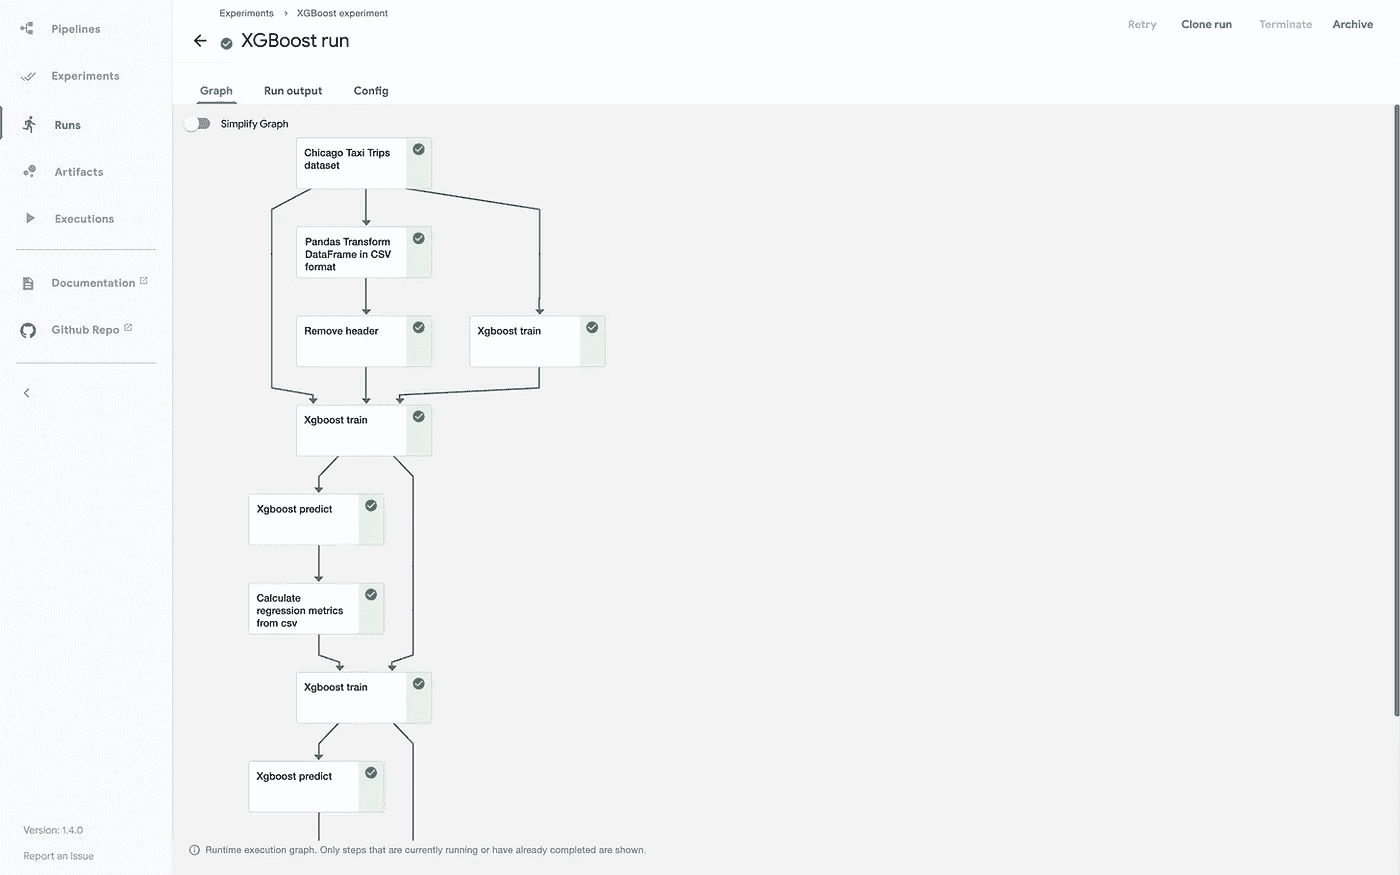 Pipelines
Experiments
Runs
Artifacts
Executions
Documentation
Github Repo
Version: 1.4.0
Report an Issue
Experiments › XGBoost experiment
XGBoost run
Retry
Clone run
Terminate
Archive
Graph
Run output
Config
Simplify Graph
Chicago Taxi Trips
dataset
Pandas Transform
DataFrame in CSV
format
Remove header
Xgboost train
Xgboost train
Xgboost predict
Calculate
regression metrics
from csv
Xgboost train
Xgboost predict
Runtime execution graph. Only steps that are currently running or have already completed are shown.